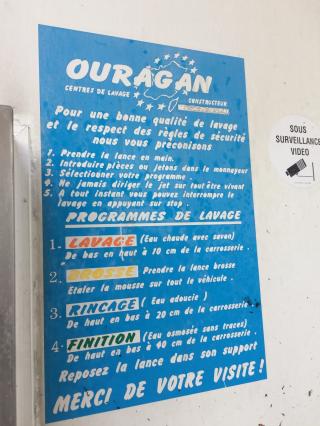 OURAGAN
CENTRES DE LAVAGE
CONSTRUCTEUR
Pour une bonne qualité de lavage
et le respect des règles de sécurité
nous vous préconisons
1. Prendre la lance en main.
2. Introduire pièces ou jetons dans le monnayeur
3. Sélectionner votre programme.
4. Ne jamais diriger le jet sur tout être vivant
5. A tout instant vous pouvez interrompre le
lavage en appuyant sur stop.
PROGRAMMES DE LAVAGE
1. LAVAGE (Eau chaude avec savon)
De bas en haut à 10 cm de la carrosserie.
2. BROSSE Prendre la lance brosse
Etaler la mousse sur tout le véhicule.
3. RINCAGE (Eau adoucie)
De haut en bas à 20 cm de la carrosserie.
4. FINITION (Eau osmosée sans traces)
De haut en bas à 40 cm de la carrosserie.
Reposez la lance dans son support
MERCI DE VOTRE VISITE !
SOUS
SURVEILLANCE
VIDEO